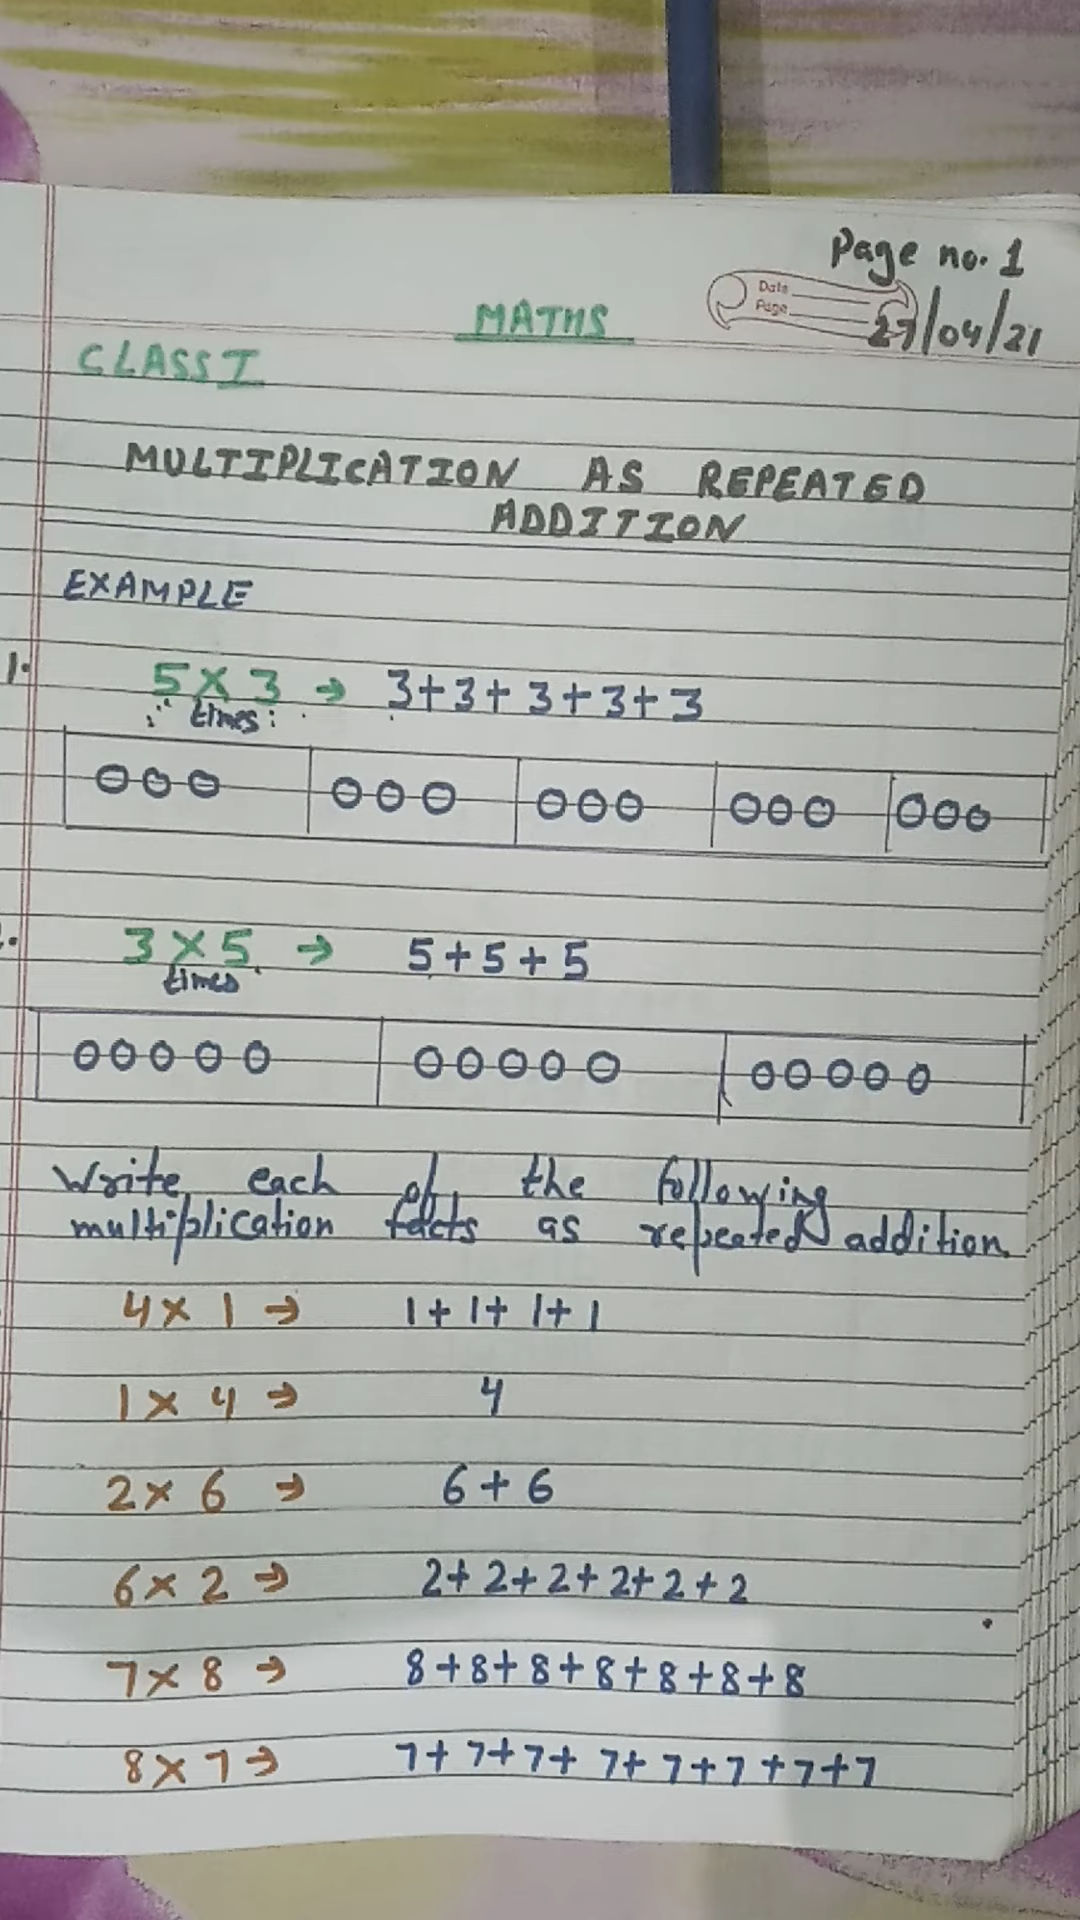 Page no. 1
Date
Page
27/04/21
MATHS
CLASS I
MULTIPLICATION AS REPEATED
ADDITION
EXAMPLE
1. 5 × 3 → 3+3+3+3+3
times
3 × 5 → 5+5+5
times
Write each of the following
multiplication facts as repeated addition.
4 × 1 → 1+1+1+1
1 × 4 → 4
2 × 6 → 6+6
6 × 2 → 2+2+2+2+2+2
7 × 8 → 8+8+8+8+8+8+8
8 × 7 → 7+7+7+7+7+7+7+7